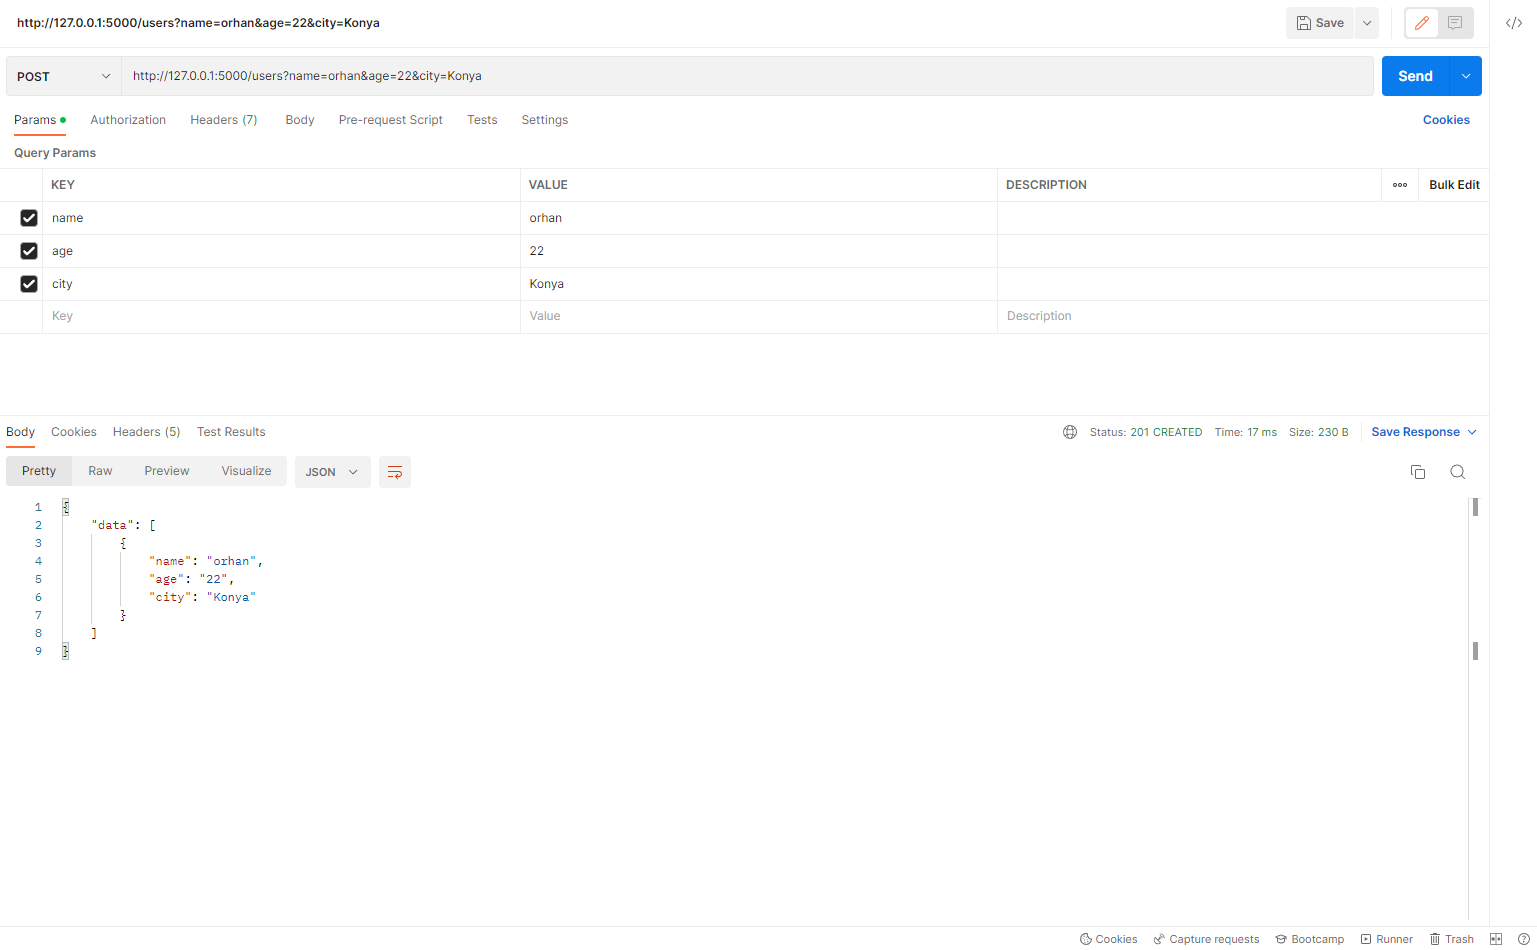 http://127.0.0.1:5000/users?name=orhan&age=22&city=Konya
Save
POST http://127.0.0.1:5000/users?name=orhan&age=22&city=Konya Send
Params Authorization Headers (7) Body Pre-request Script Tests Settings Cookies
Query Params
KEY VALUE DESCRIPTION Bulk Edit
name orhan
age 22
city Konya
Key Value Description
Body Cookies Headers (5) Test Results Status: 201 CREATED Time: 17 ms Size: 230 B Save Response
Pretty Raw Preview Visualize JSON
1 {
2 "data": [
3 {
4 "name": "orhan",
5 "age": "22",
6 "city": "Konya"
7 }
8 ]
9 }
Cookies Capture requests Bootcamp Runner Trash